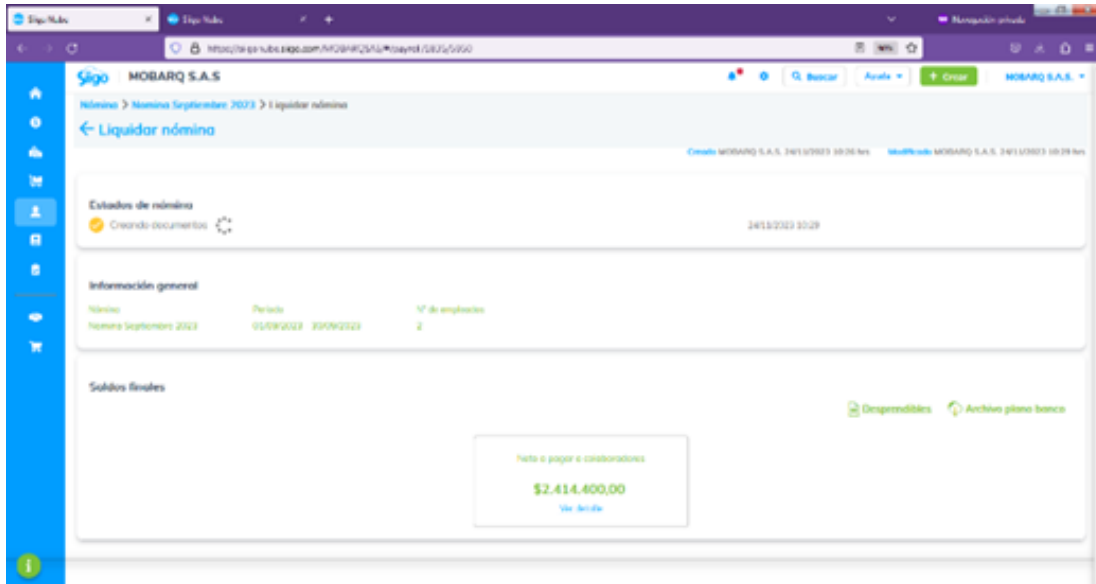 Siigo Nube
Siigo Nube
Navegación privada
90%
Siigo
MOBARQ S.A.S
Buscar
Ayuda
+ Crear
MOBARQ S.A.S.
Nómina > Nomina Septiembre 2023 > Liquidar nómina
← Liquidar nómina
Creado MOBARQ S.A.S. 24/11/2023 10:26 hrs Modificado MOBARQ S.A.S. 24/11/2023 10:29 hrs
Estados de nómina
Creando documentos
24/11/2023 10:29
Información general
Nómina
Periodo
N° de empleados
Nomina Septiembre 2023
01/09/2023 30/09/2023
2
Saldos finales
Desprendibles
Archivo plano banco
Neto a pagar a colaboradores
$2.414.400,00
Ver detalle